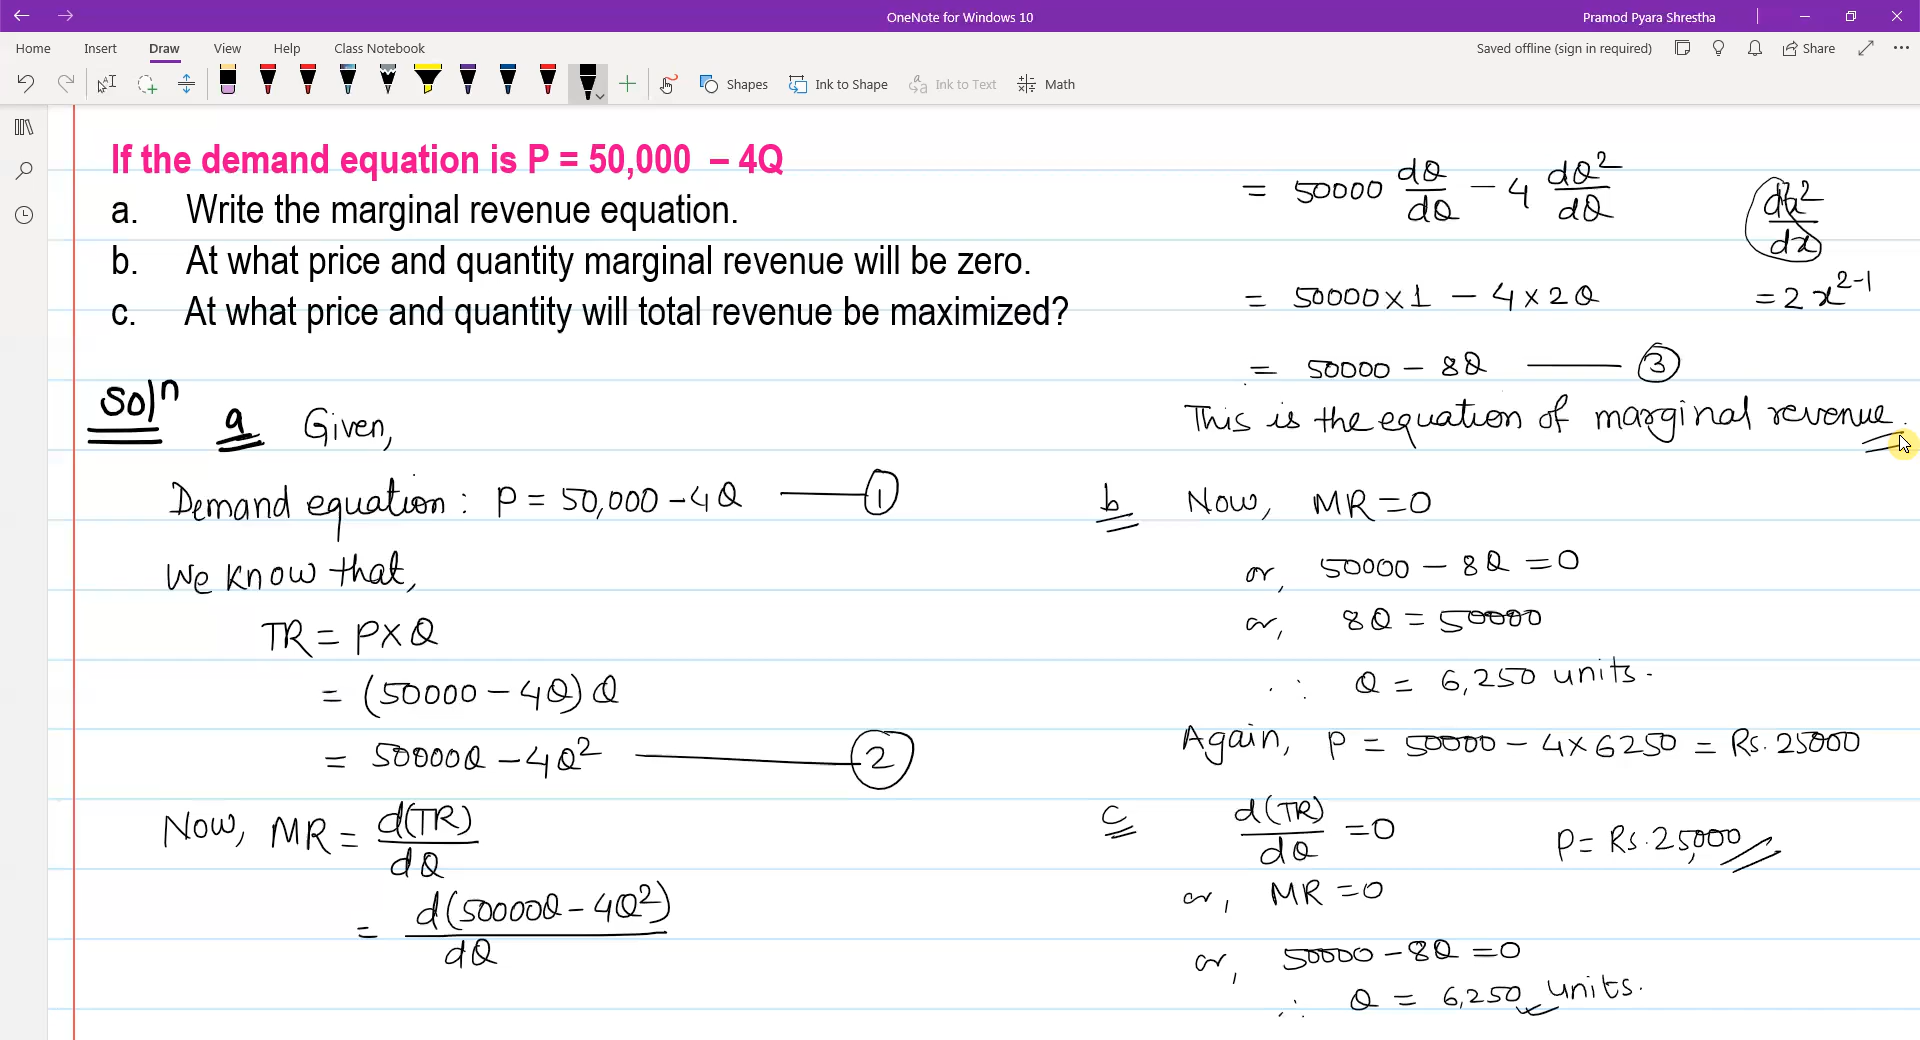 OneNote for Windows 10
Pramod Pyara Shrestha
Home Insert Draw View Help Class Notebook
Saved offline (sign in required) Share
Shapes Ink to Shape Ink to Text Math
If the demand equation is P = 50,000 – 4Q
a. Write the marginal revenue equation.
b. At what price and quantity marginal revenue will be zero.
c. At what price and quantity will total revenue be maximized?
Solⁿ a Given,
Demand equation: P = 50,000 - 4Q —— ①
We know that,
TR = P × Q
= (50000 - 4Q) Q
= 50000Q - 4Q² —— ②
Now, MR = d(TR)/dQ
= d(50000Q - 4Q²)/dQ
= 50000 dQ/dQ - 4 dQ²/dQ
= 50000 × 1 - 4 × 2Q
= 50000 - 8Q —— ③
dx²/dx
= 2x²⁻¹
This is the equation of marginal revenue.
b Now, MR = 0
or, 50000 - 8Q = 0
or, 8Q = 50000
∴ Q = 6,250 units.
Again, P = 50000 - 4 × 6250 = Rs. 25000
c d(TR)/dQ = 0
or, MR = 0
or, 50000 - 8Q = 0
∴ Q = 6,250 units.
P = Rs. 25,000